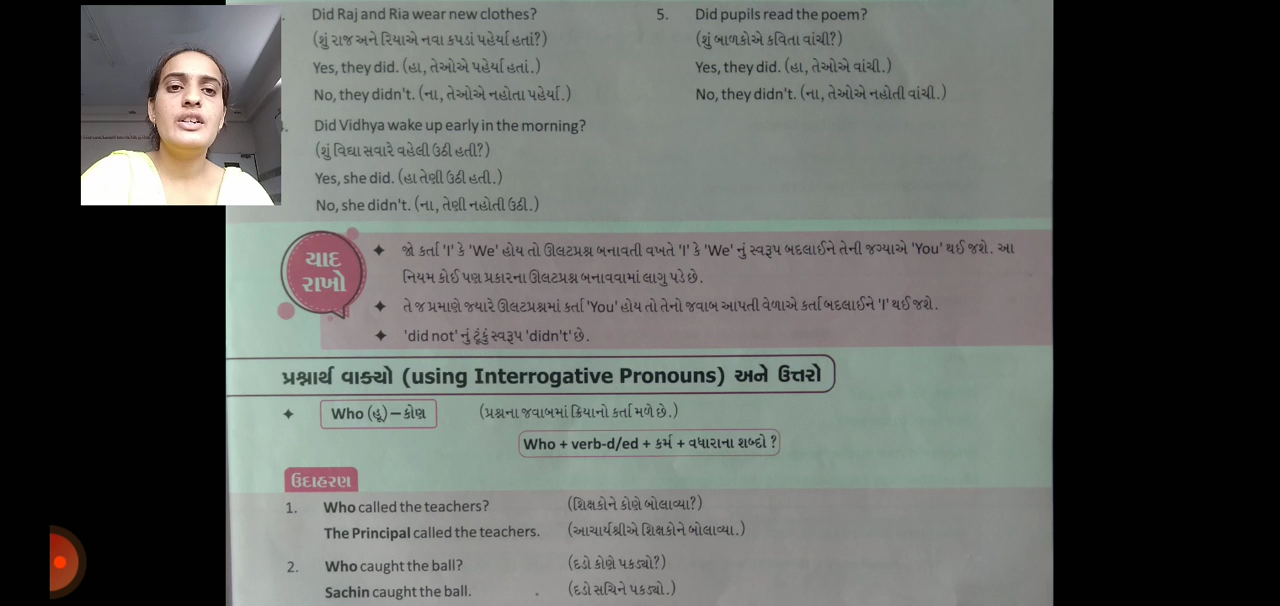 Did Raj and Ria wear new clothes?
(શું રાજ અને રિયાએ નવા કપડાં પહેર્યા હતાં?)
Yes, they did. (હા, તેઓએ પહેર્યા હતાં.)
No, they didn't. (ના, તેઓએ નહોતા પહેર્યા.)
Did Vidhya wake up early in the morning?
(શું વિદ્યા સવારે વહેલી ઉઠી હતી?)
Yes, she did. (હા તેણી ઉઠી હતી.)
No, she didn't. (ના, તેણી નહોતી ઉઠી.)
5. Did pupils read the poem?
(શું બાળકોએ કવિતા વાંચી?)
Yes, they did. (હા, તેઓએ વાંચી.)
No, they didn't. (ના, તેઓએ નહોતી વાંચી.)
યાદ
રાખો
જો કર્તા 'I' કે 'We' હોય તો ઊલટપ્રશ્ન બનાવતી વખતે 'I' કે 'We' નું સ્વરૂપ બદલાઈને તેની જગ્યાએ 'You' થઈ જશે. આ
નિયમ કોઈ પણ પ્રકારના ઊલટપ્રશ્ન બનાવવામાં લાગુ પડે છે.
તે જ પ્રમાણે જ્યારે ઊલટપ્રશ્નમાં કર્તા 'You' હોય તો તેનો જવાબ આપતી વેળાએ કર્તા બદલાઈને 'I' થઈ જશે.
'did not' નું ટૂંકું સ્વરૂપ 'didn't' છે.
પ્રશ્નાર્થ વાક્યો (using Interrogative Pronouns) અને ઉત્તરો
Who (હૂ) – કોણ (પ્રશ્નના જવાબમાં ક્રિયાનો કર્તા મળે છે.)
Who + verb-d/ed + કર્મ + વધારાના શબ્દો ?
ઉદાહરણ
1. Who called the teachers? (શિક્ષકોને કોણે બોલાવ્યા?)
The Principal called the teachers. (આચાર્યશ્રીએ શિક્ષકોને બોલાવ્યા.)
2. Who caught the ball? (દડો કોણે પકડ્યો?)
Sachin caught the ball. (દડો સચિને પકડ્યો.)